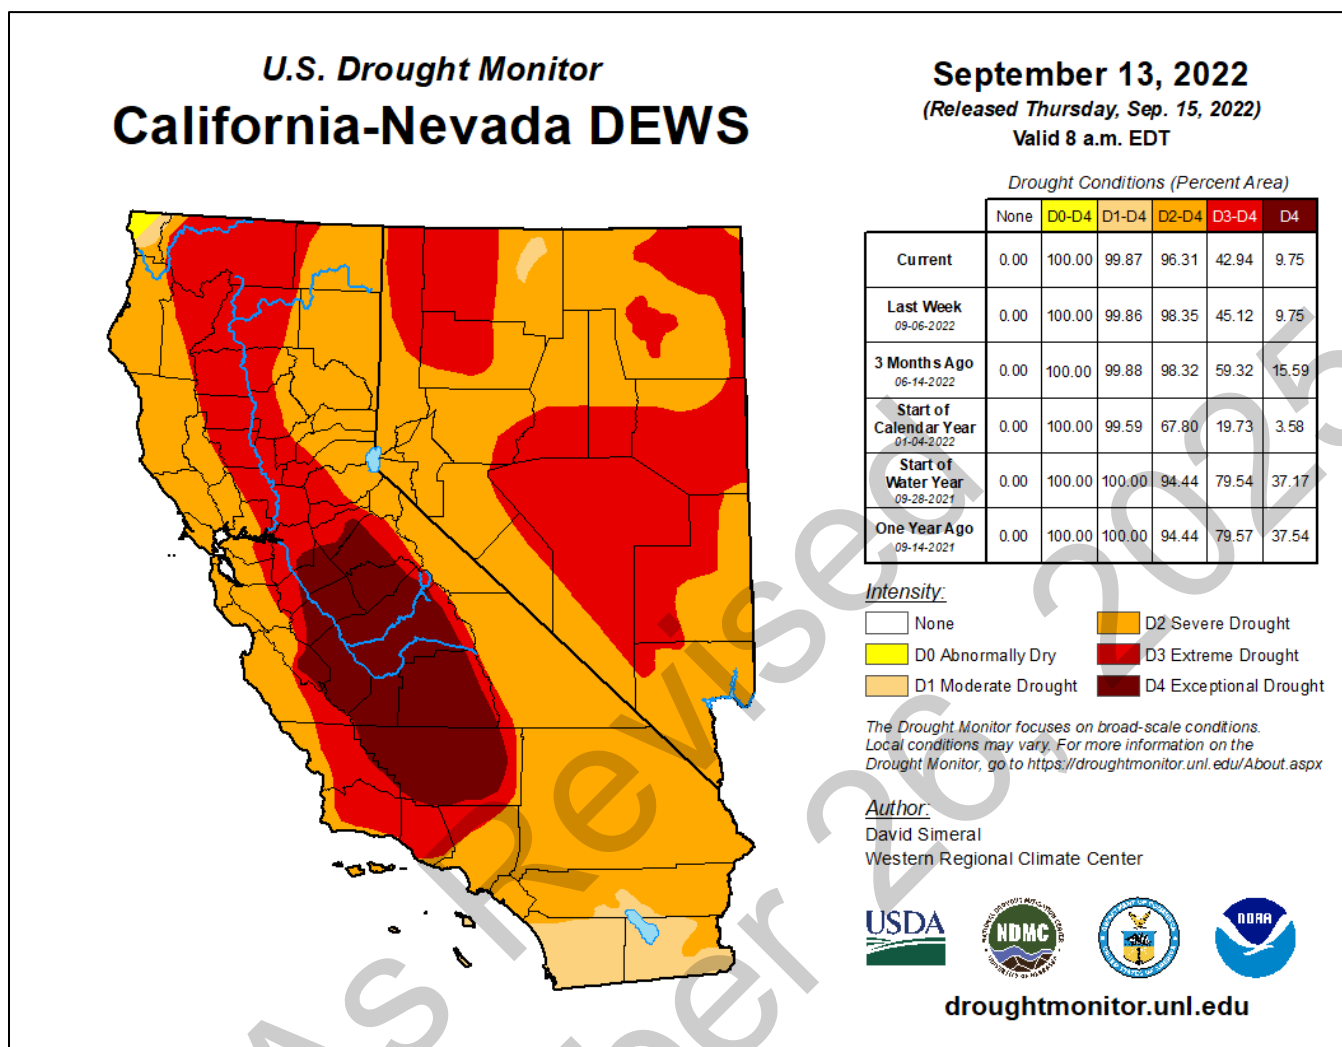 U.S. Drought Monitor
California-Nevada DEWS
September 13, 2022
(Released Thursday, Sep. 15, 2022)
Valid 8 a.m. EDT
Drought Conditions (Percent Area)
None D0-D4 D1-D4 D2-D4 D3-D4 D4
Current 0.00 100.00 99.87 96.31 42.94 9.75
Last Week
09-06-2022 0.00 100.00 99.86 98.35 45.12 9.75
3 Months Ago
06-14-2022 0.00 100.00 99.88 98.32 59.32 15.59
Start of
Calendar Year
01-04-2022 0.00 100.00 99.59 67.80 19.73 3.58
Start of
Water Year
09-28-2021 0.00 100.00 100.00 94.44 79.54 37.17
One Year Ago
09-14-2021 0.00 100.00 100.00 94.44 79.57 37.54
Intensity:
None
D0 Abnormally Dry
D1 Moderate Drought
D2 Severe Drought
D3 Extreme Drought
D4 Exceptional Drought
The Drought Monitor focuses on broad-scale conditions.
Local conditions may vary. For more information on the
Drought Monitor, go to https://droughtmonitor.unl.edu/About.aspx
Author:
David Simeral
Western Regional Climate Center
USDA
NDMC
NOAA
droughtmonitor.unl.edu
As Revised
ber 26, 2025